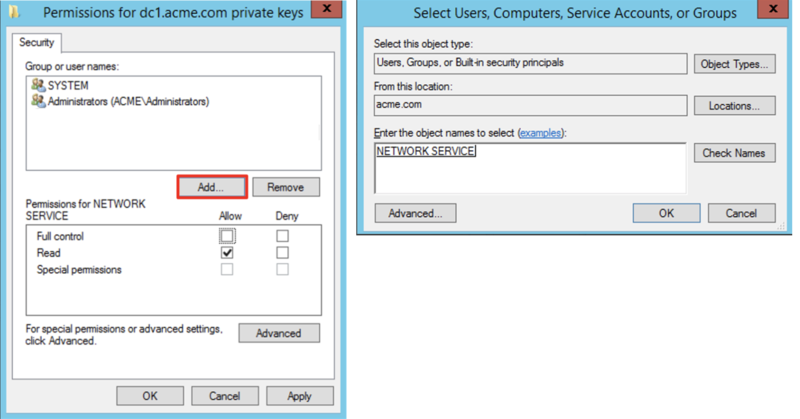 Permissions for dc1.acme.com private keys
x
Security
Group or user names:
SYSTEM
Administrators (ACME\Administrators)
Add...
Remove
Permissions for NETWORK
SERVICE
Allow
Deny
Full control
Read
Special permissions
For special permissions or advanced settings,
click Advanced.
Advanced
OK
Cancel
Apply
Select Users, Computers, Service Accounts, or Groups
x
Select this object type:
Users, Groups, or Built-in security principals
Object Types...
From this location:
acme.com
Locations...
Enter the object names to select (examples):
NETWORK SERVICE
Check Names
Advanced...
OK
Cancel